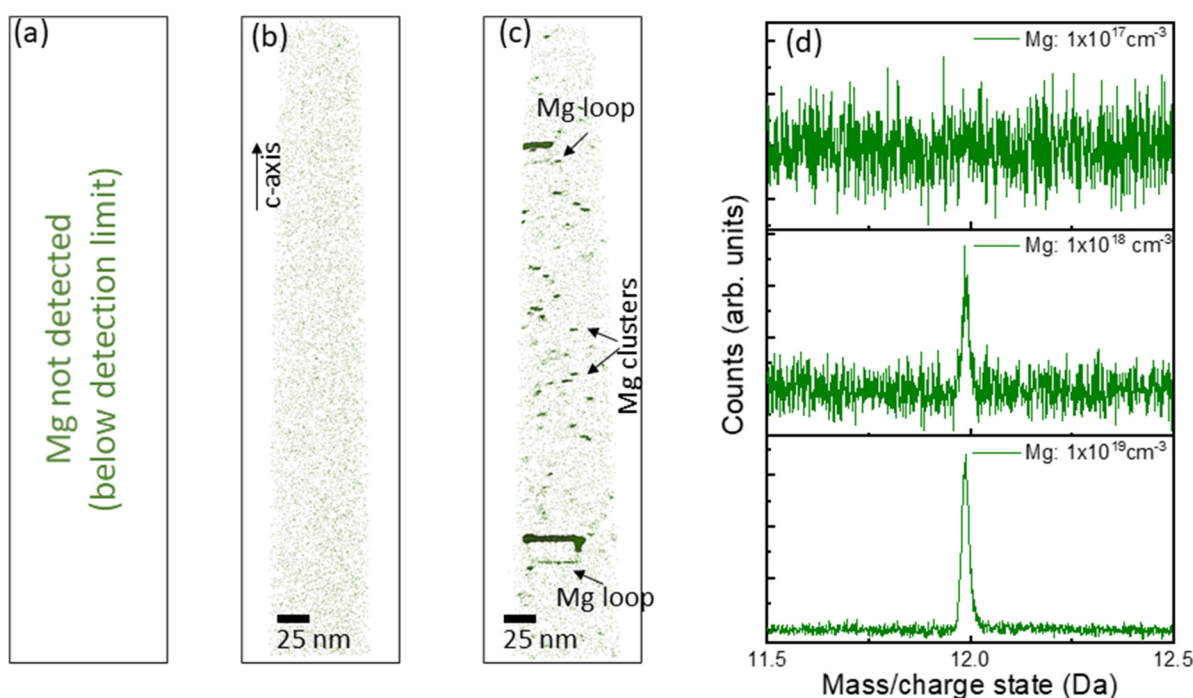 (a)
Mg not detected
(below detection limit)
(b)
c-axis
25 nm
(c)
Mg loop
Mg clusters
Mg loop
25 nm
(d)
Mg: 1x10¹⁷cm⁻³
Mg: 1x10¹⁸ cm⁻³
Mg: 1x10¹⁹cm⁻³
Counts (arb. units)
11.5 12.0 12.5
Mass/charge state (Da)